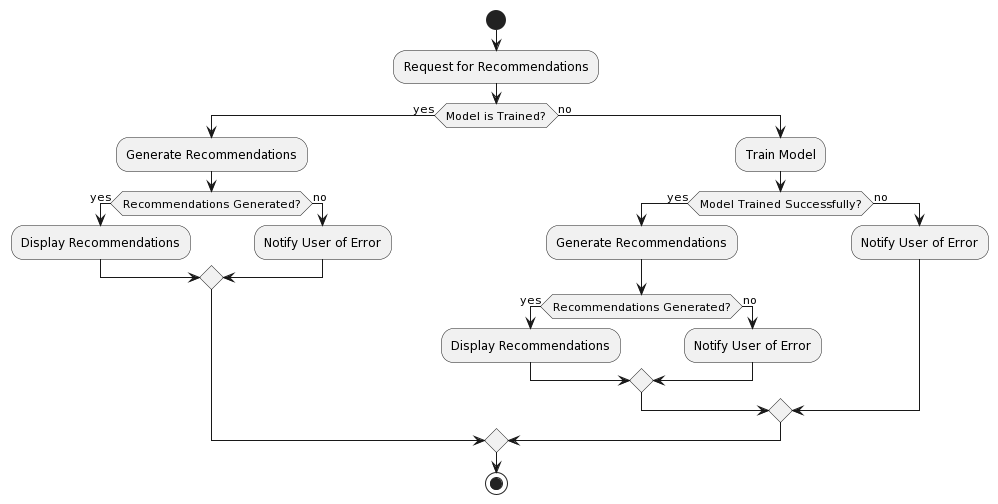 Request for Recommendations
yes
Model is Trained?
no
Generate Recommendations
Train Model
yes
Recommendations Generated?
no
yes
Model Trained Successfully?
no
Display Recommendations
Notify User of Error
Generate Recommendations
Notify User of Error
yes
Recommendations Generated?
no
Display Recommendations
Notify User of Error